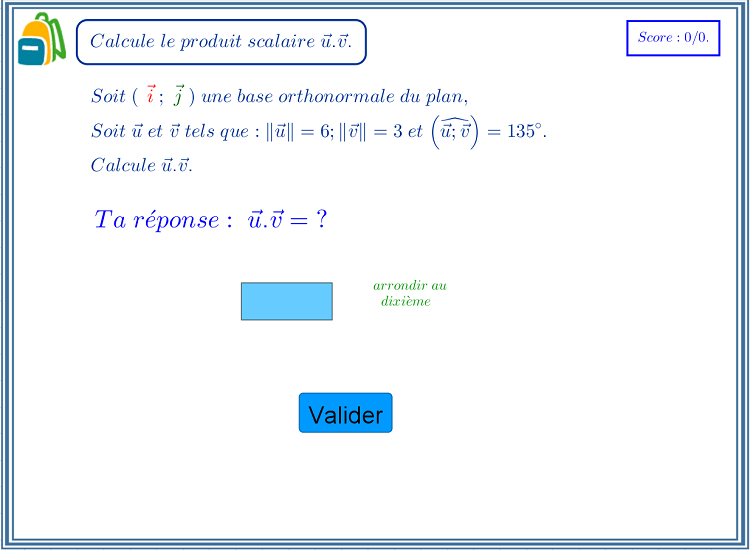 Calcule le produit scalaire \vec{u}.\vec{v}.
Score : 0/0.
Soit ( \vec{i} ; \vec{j} ) une base orthonormale du plan,
Soit \vec{u} et \vec{v} tels que : ‖\vec{u}‖ = 6; ‖\vec{v}‖ = 3 et (\widehat{\vec{u};\vec{v}}) = 135°.
Calcule \vec{u}.\vec{v}.
Ta réponse : \vec{u}.\vec{v} = ?
arrondir au
dixième
Valider